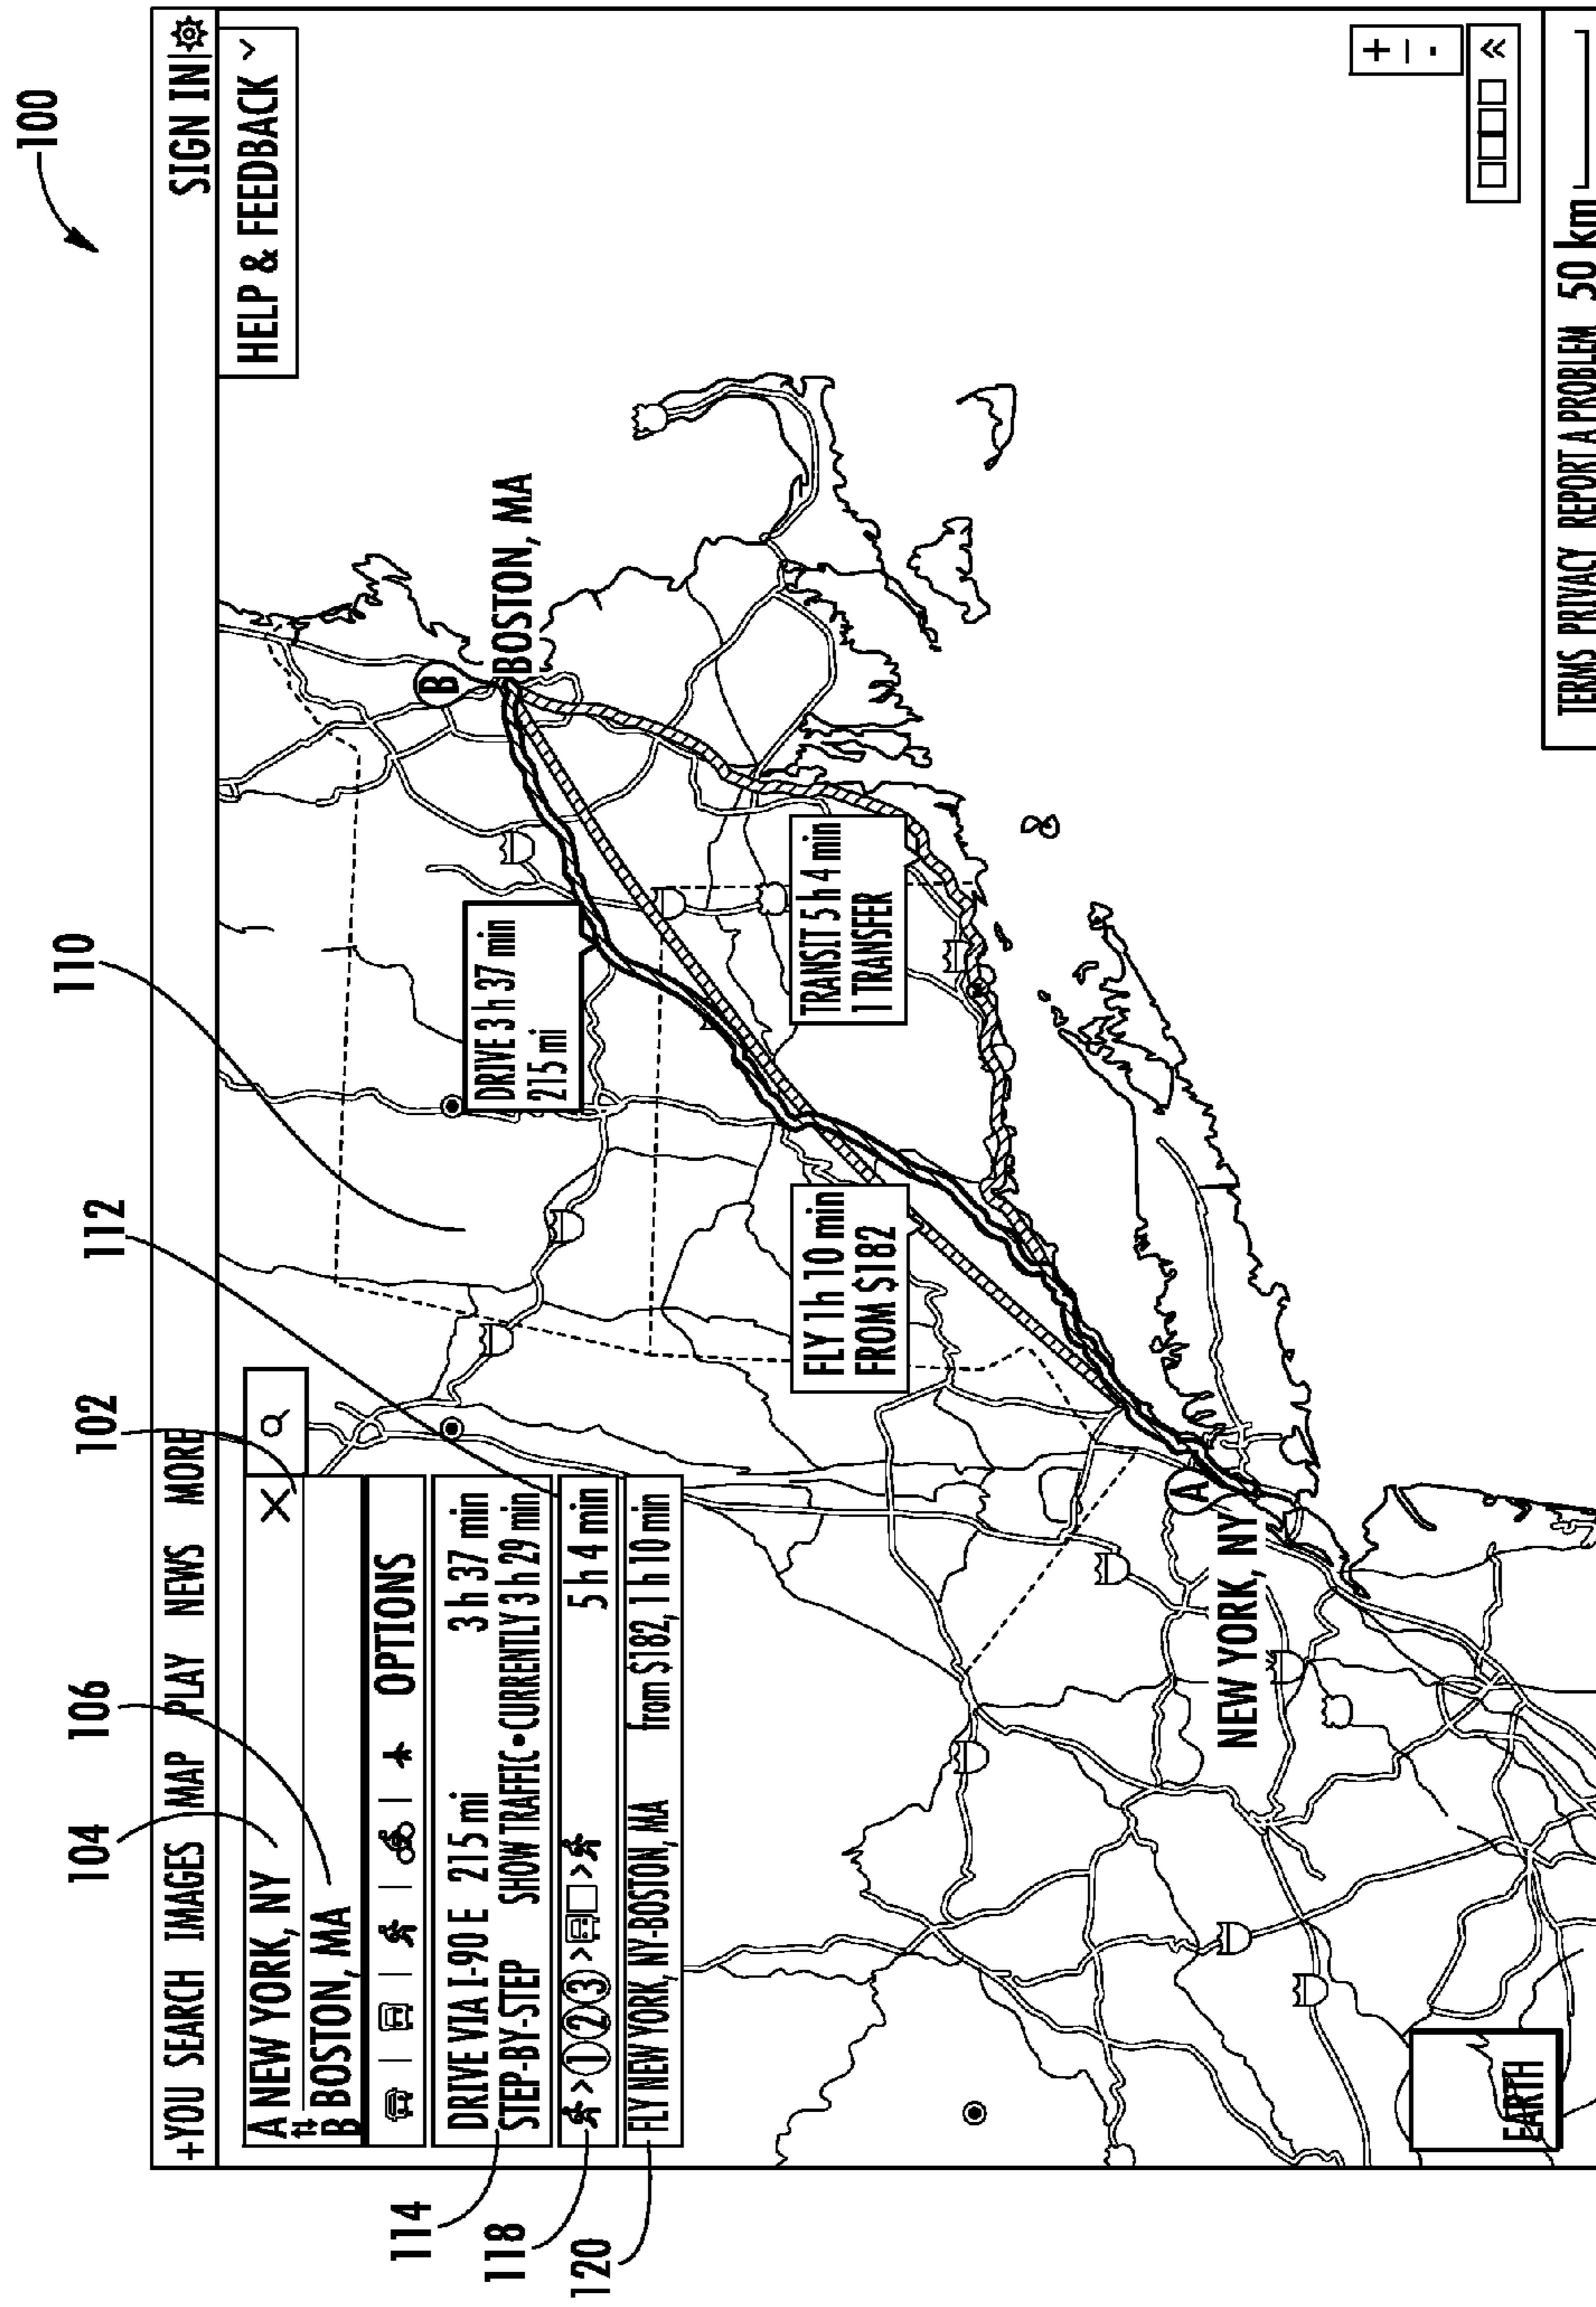 100
+YOU SEARCH IMAGES MAP PLAY NEWS MORE SIGN IN
HELP & FEEDBACK
104
106
102
112
110
A NEW YORK, NY X
B BOSTON, MA
OPTIONS
114
DRIVE VIA I-90 E 215 mi 3 h 37 min
STEP-BY-STEP SHOW TRAFFIC•CURRENTLY 3 h 29 min
118
>1 2 3> > 5 h 4 min
120
FLY NEW YORK, NY-BOSTON, MA from $182, 1 h 10 min
B
BOSTON, MA
DRIVE 3 h 37 min
215 mi
TRANSIT 5 h 4 min
1 TRANSFER
FLY 1h 10 min
FROM $182
A
NEW YORK, NY
EARTH
+
-
«
TERMS PRIVACY REPORT A PROBLEM 50 km